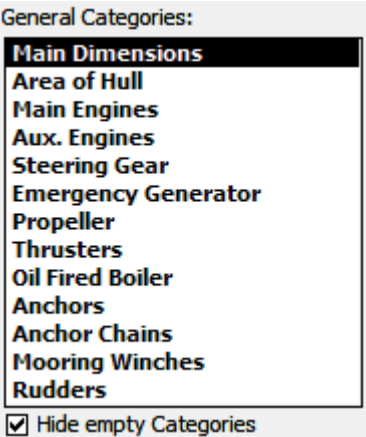 General Categories:
Main Dimensions
Area of Hull
Main Engines
Aux. Engines
Steering Gear
Emergency Generator
Propeller
Thrusters
Oil Fired Boiler
Anchors
Anchor Chains
Mooring Winches
Rudders
Hide empty Categories